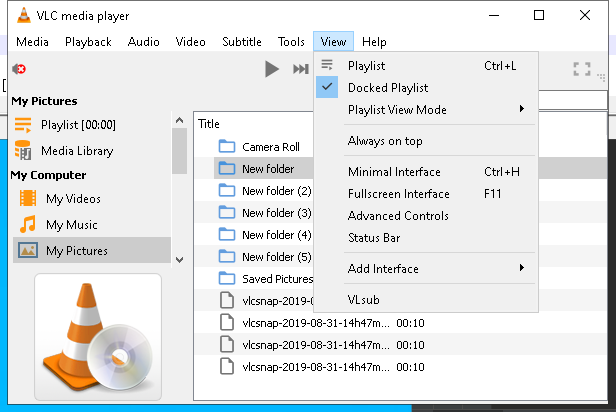 VLC media player
Media Playback Audio Video Subtitle Tools View Help
My Pictures
Playlist [00:00]
Media Library
My Computer
My Videos
My Music
My Pictures
Title
Camera Roll
New folder
New folder (2)
New folder (3)
New folder (4)
New folder (5)
Saved Pictures
vlcsnap-2019-08-31-14h
vlcsnap-2019-08-31-14h47m... 00:10
vlcsnap-2019-08-31-14h47m... 00:10
vlcsnap-2019-08-31-14h47m... 00:10
Playlist Ctrl+L
Docked Playlist
Playlist View Mode
Always on top
Minimal Interface Ctrl+H
Fullscreen Interface F11
Advanced Controls
Status Bar
Add Interface
VLsub